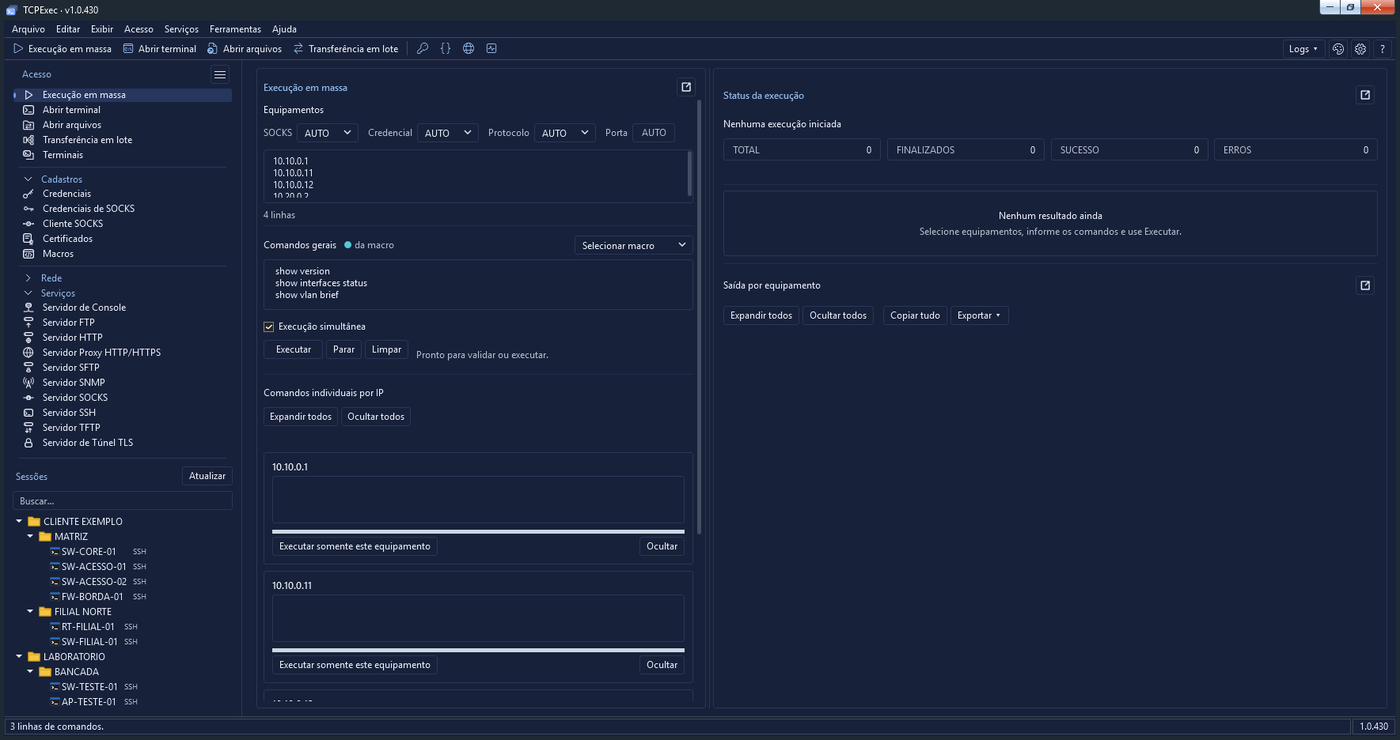 TCPExec · v1.0.430
Arquivo Editar Exibir Acesso Serviços Ferramentas Ajuda
Execução em massa Abrir terminal Abrir arquivos Transferência em lote {} Logs ?
Acesso
Execução em massa
Abrir terminal
Abrir arquivos
Transferência em lote
Terminais
Cadastros
Credenciais
Credenciais de SOCKS
Cliente SOCKS
Certificados
Macros
Rede
Serviços
Servidor de Console
Servidor FTP
Servidor HTTP
Servidor Proxy HTTP/HTTPS
Servidor SFTP
Servidor SNMP
Servidor SOCKS
Servidor SSH
Servidor TFTP
Servidor de Túnel TLS
Sessões Atualizar
Buscar...
CLIENTE EXEMPLO
MATRIZ
SW-CORE-01 SSH
SW-ACESSO-01 SSH
SW-ACESSO-02 SSH
FW-BORDA-01 SSH
FILIAL NORTE
RT-FILIAL-01 SSH
SW-FILIAL-01 SSH
LABORATORIO
BANCADA
SW-TESTE-01 SSH
AP-TESTE-01 SSH
Execução em massa
Equipamentos
SOCKS AUTO Credencial AUTO Protocolo AUTO Porta AUTO
10.10.0.1
10.10.0.11
10.10.0.12
10.20.0.2
4 linhas
Comandos gerais da macro Selecionar macro
show version
show interfaces status
show vlan brief
Execução simultânea
Executar Parar Limpar Pronto para validar ou executar.
Comandos individuais por IP
Expandir todos Ocultar todos
10.10.0.1
Executar somente este equipamento Ocultar
10.10.0.11
Executar somente este equipamento Ocultar
Status da execução
Nenhuma execução iniciada
TOTAL 0 FINALIZADOS 0 SUCESSO 0 ERROS 0
Nenhum resultado ainda
Selecione equipamentos, informe os comandos e use Executar.
Saída por equipamento
Expandir todos Ocultar todos Copiar tudo Exportar
3 linhas de comandos. 1.0.430